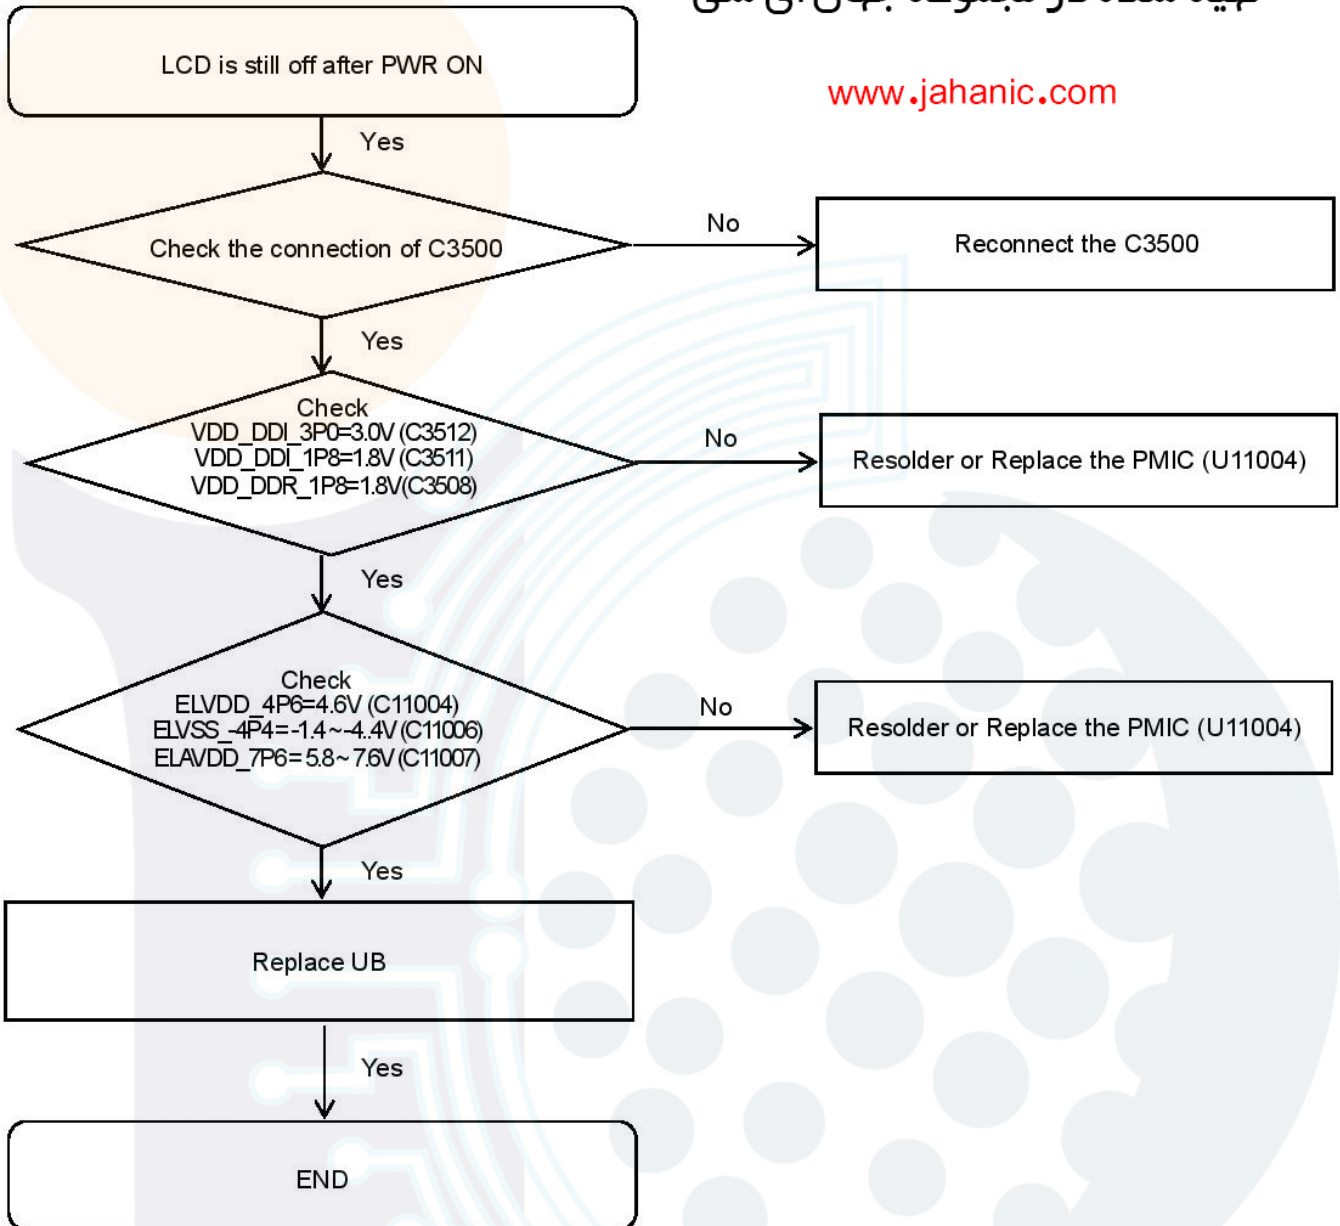 LCD is still off after PWR ON
www.jahanic.com
Yes
Check the connection of C3500
No
Reconnect the C3500
Yes
Check
VDD_DDI_3P0=3.0V (C3512)
VDD_DDI_1P8=1.8V (C3511)
VDD_DDR_1P8=1.8V(C3508)
No
Resolder or Replace the PMIC (U11004)
Yes
Check
ELVDD_4P6=4.6V (C11004)
ELVSS_-4P4=-1.4~-4.4V (C11006)
ELAVDD_7P6=5.8~7.6V (C11007)
No
Resolder or Replace the PMIC (U11004)
Yes
Replace UB
Yes
END